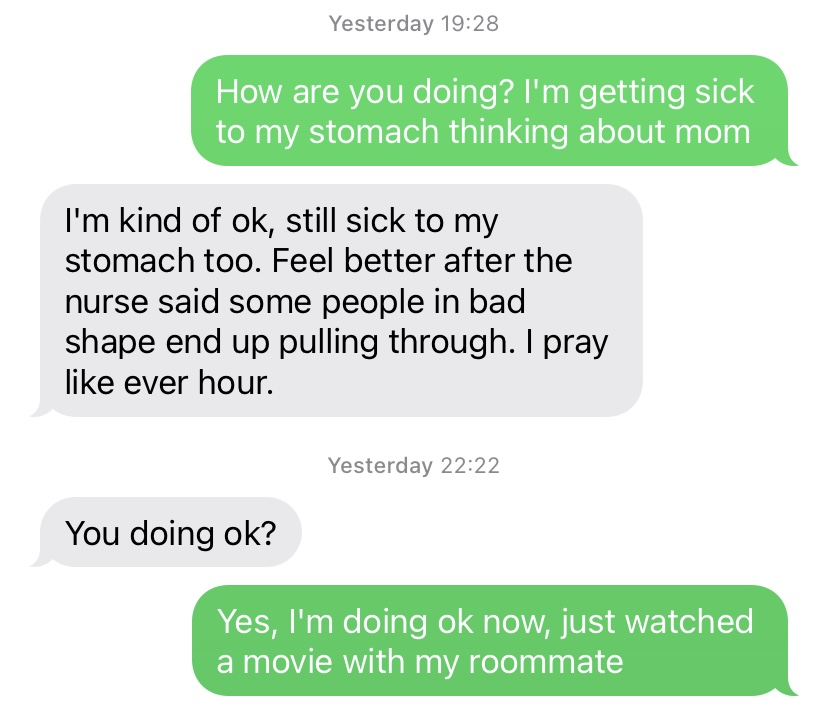 Yesterday 19:28
How are you doing? I'm getting sick
to my stomach thinking about mom
I'm kind of ok, still sick to my
stomach too. Feel better after the
nurse said some people in bad
shape end up pulling through. I pray
like ever hour.
Yesterday 22:22
You doing ok?
Yes, I'm doing ok now, just watched
a movie with my roommate